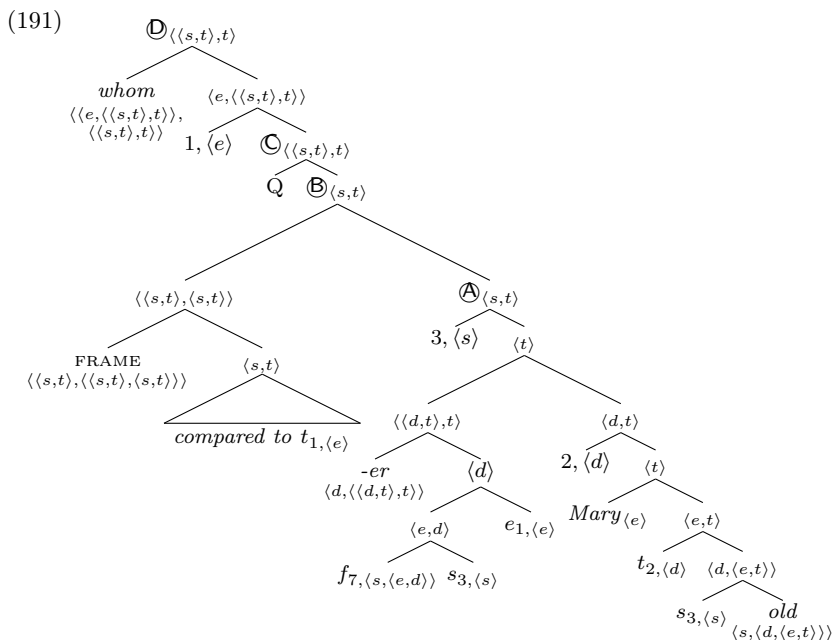 (191)
Ⓓ⟨⟨s,t⟩,t⟩
whom
⟨⟨e,⟨⟨s,t⟩,t⟩⟩,
⟨⟨s,t⟩,t⟩⟩
⟨e,⟨⟨s,t⟩,t⟩⟩
1,⟨e⟩ Ⓒ⟨⟨s,t⟩,t⟩
Q Ⓑ⟨s,t⟩
⟨⟨s,t⟩,⟨s,t⟩⟩ Ⓐ⟨s,t⟩
3,⟨s⟩ ⟨t⟩
FRAME
⟨⟨s,t⟩,⟨⟨s,t⟩,⟨s,t⟩⟩⟩
⟨s,t⟩
compared to t1,⟨e⟩
⟨⟨d,t⟩,t⟩ ⟨d,t⟩
-er
⟨d,⟨⟨d,t⟩,t⟩⟩
⟨d⟩ 2,⟨d⟩ ⟨t⟩
⟨e,d⟩ e1,⟨e⟩ Mary⟨e⟩ ⟨e,t⟩
f7,⟨s,⟨e,d⟩⟩ s3,⟨s⟩ t2,⟨d⟩ ⟨d,⟨e,t⟩⟩
s3,⟨s⟩ old
⟨s,⟨d,⟨e,t⟩⟩⟩